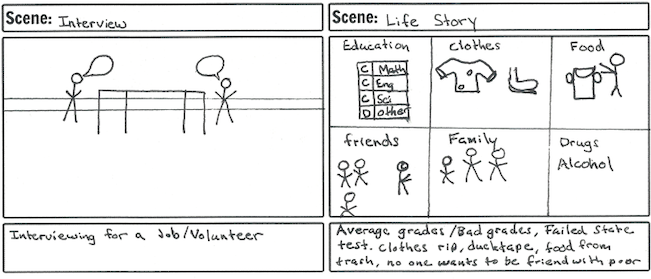 Scene: Interview
Interviewing for a Job/Volunteer
Scene: Life Story
Education
C Math
C Eng
C Sci
D other
clothes
Food
friends
Family
Drugs
Alcohol
Average grades/Bad grades, Failed State
test. clothes rip, ducktape, food from
trash, no one wants to be friend with poor